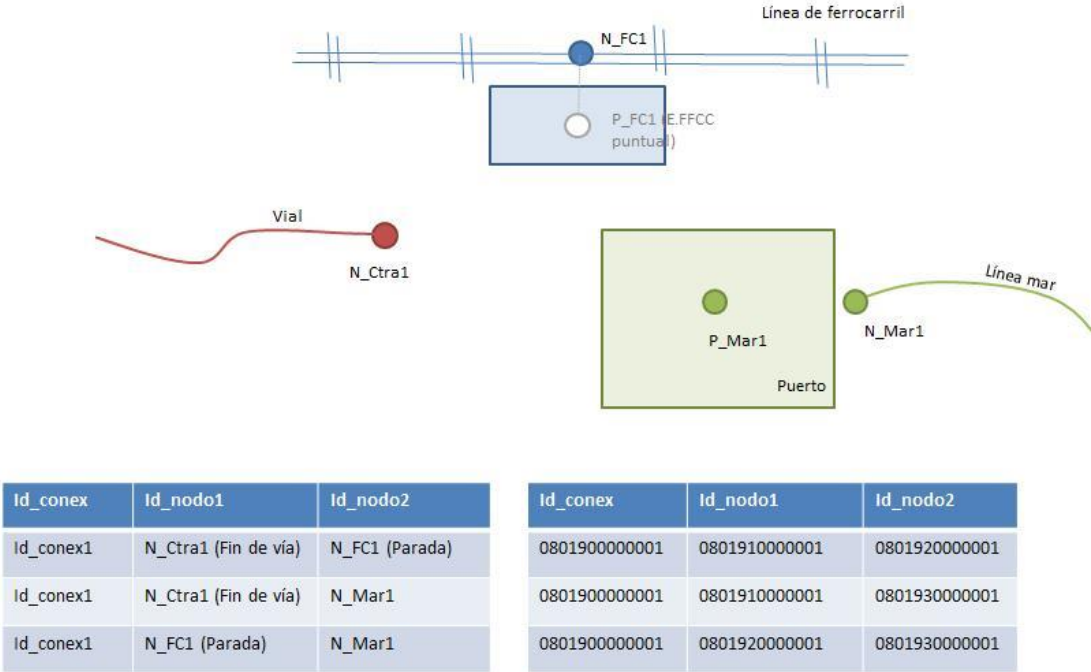 Línea de ferrocarril
N_FC1
P_FC1 (E.FFCC
puntual)
Vial
N_Ctra1
Línea mar
N_Mar1
P_Mar1
Puerto
Id_conex Id_nodo1 Id_nodo2
Id_conex1 N_Ctra1 (Fin de vía) N_FC1 (Parada)
Id_conex1 N_Ctra1 (Fin de vía) N_Mar1
Id_conex1 N_FC1 (Parada) N_Mar1
Id_conex Id_nodo1 Id_nodo2
0801900000001 0801910000001 0801920000001
0801900000001 0801910000001 0801930000001
0801900000001 0801920000001 0801930000001